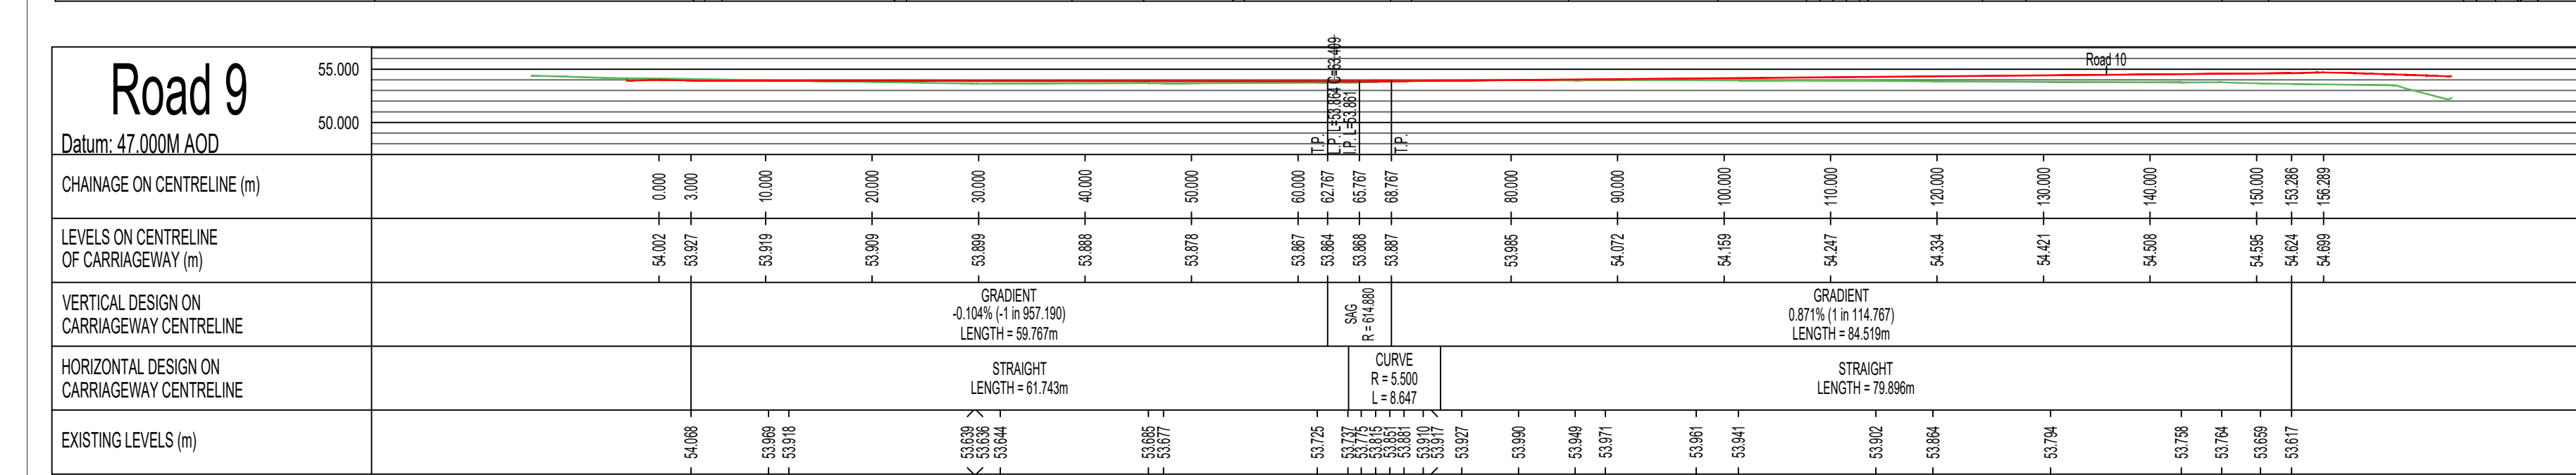 Road 9
Datum: 47.000M AOD
55.000
50.000
Road 10
T.P.
L.P. L=53.864 C=63.409
I.P. L=53.861
T.P.
CHAINAGE ON CENTRELINE (m)
0.000 3.000 10.000 20.000 30.000 40.000 50.000 60.000 62.767 65.767 68.767 80.000 90.000 100.000 110.000 120.000 130.000 140.000 150.000 153.286 156.289
LEVELS ON CENTRELINE
OF CARRIAGEWAY (m)
54.002 53.927 53.919 53.909 53.899 53.888 53.878 53.867 53.864 53.868 53.887 53.985 54.072 54.159 54.247 54.334 54.421 54.508 54.595 54.624 54.699
VERTICAL DESIGN ON
CARRIAGEWAY CENTRELINE
GRADIENT
-0.104% (-1 in 957.190)
LENGTH = 59.767m
SAG
R = 614.880
GRADIENT
0.871% (1 in 114.767)
LENGTH = 84.519m
HORIZONTAL DESIGN ON
CARRIAGEWAY CENTRELINE
STRAIGHT
LENGTH = 61.743m
CURVE
R = 5.500
L = 8.647
STRAIGHT
LENGTH = 79.896m
EXISTING LEVELS (m)
54.068 53.969 53.918 53.639 53.636 53.644 53.685 53.677 53.725 53.737 53.775 53.815 53.851 53.881 53.910 53.917 53.927 53.990 53.949 53.971 53.961 53.941 53.902 53.864 53.794 53.758 53.764 53.659 53.617